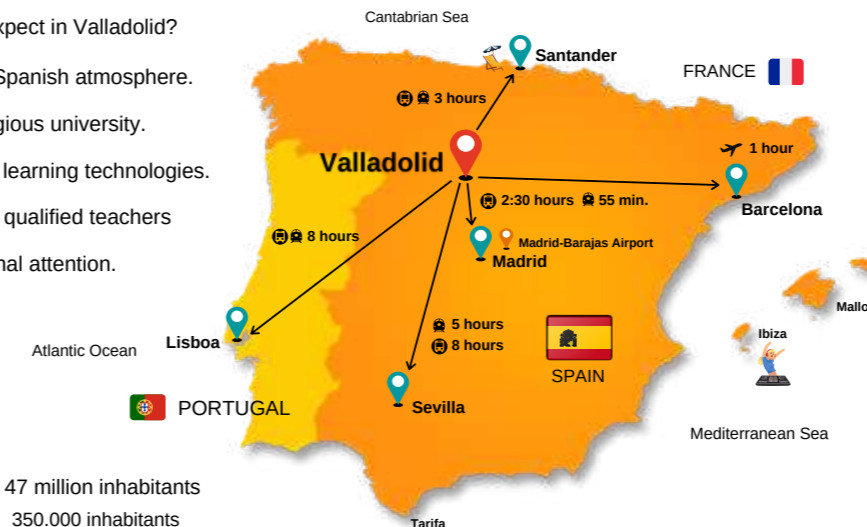 xpect in Valladolid?
Spanish atmosphere.
gious university.
learning technologies.
qualified teachers
nal attention.
Cantabrian Sea
Santander
FRANCE
3 hours
Valladolid
1 hour
2:30 hours 55 min.
Barcelona
8 hours
Madrid-Barajas Airport
Madrid
Mallo
Lisboa
5 hours
8 hours
Ibiza
Atlantic Ocean
SPAIN
PORTUGAL
Sevilla
Mediterranean Sea
47 million inhabitants
350.000 inhabitants
Tarifa